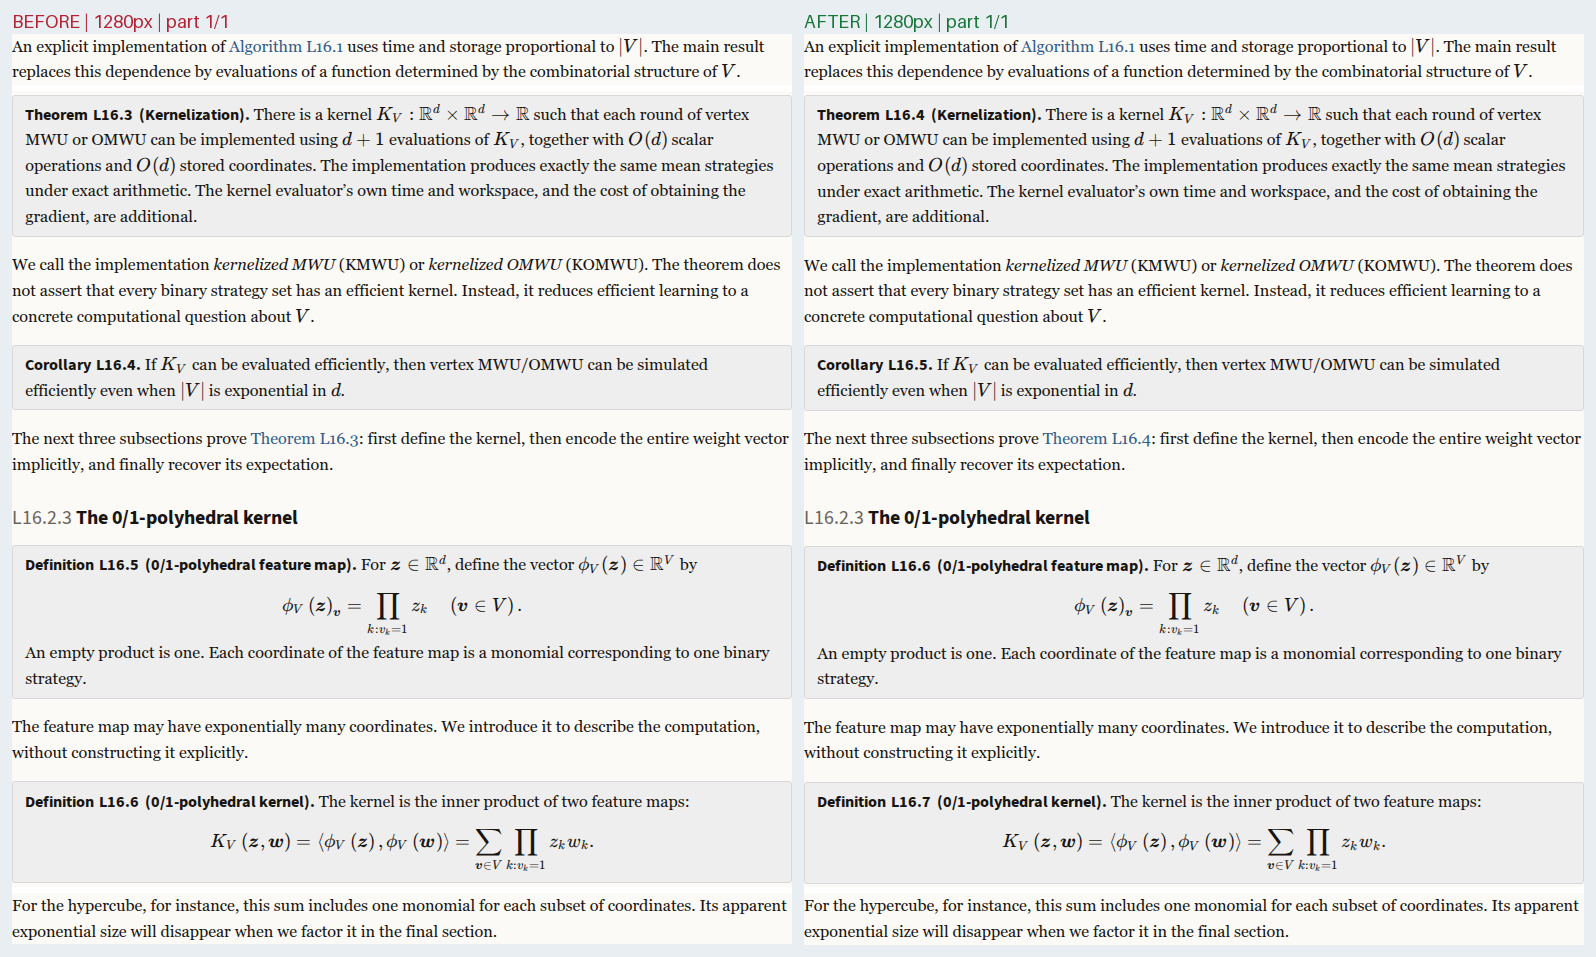 BEFORE | 1280px | part 1/1
An explicit implementation of Algorithm L16.1 uses time and storage proportional to |V|. The main result
replaces this dependence by evaluations of a function determined by the combinatorial structure of V.
Theorem L16.3 (Kernelization). There is a kernel K_V : ℝ^d × ℝ^d → ℝ such that each round of vertex
MWU or OMWU can be implemented using d + 1 evaluations of K_V, together with O(d) scalar
operations and O(d) stored coordinates. The implementation produces exactly the same mean strategies
under exact arithmetic. The kernel evaluator’s own time and workspace, and the cost of obtaining the
gradient, are additional.
We call the implementation kernelized MWU (KMWU) or kernelized OMWU (KOMWU). The theorem does
not assert that every binary strategy set has an efficient kernel. Instead, it reduces efficient learning to a
concrete computational question about V.
Corollary L16.4. If K_V can be evaluated efficiently, then vertex MWU/OMWU can be simulated
efficiently even when |V| is exponential in d.
The next three subsections prove Theorem L16.3: first define the kernel, then encode the entire weight vector
implicitly, and finally recover its expectation.
L16.2.3 The 0/1-polyhedral kernel
Definition L16.5 (0/1-polyhedral feature map). For z ∈ ℝ^d, define the vector ϕ_V(z) ∈ ℝ^V by
ϕ_V (z)_v = ∏_{k:v_k=1} z_k (v ∈ V).
An empty product is one. Each coordinate of the feature map is a monomial corresponding to one binary
strategy.
The feature map may have exponentially many coordinates. We introduce it to describe the computation,
without constructing it explicitly.
Definition L16.6 (0/1-polyhedral kernel). The kernel is the inner product of two feature maps:
K_V (z, w) = ⟨ϕ_V (z), ϕ_V (w)⟩ = ∑_{v∈V} ∏_{k:v_k=1} z_k w_k.
For the hypercube, for instance, this sum includes one monomial for each subset of coordinates. Its apparent
exponential size will disappear when we factor it in the final section.
AFTER | 1280px | part 1/1
An explicit implementation of Algorithm L16.1 uses time and storage proportional to |V|. The main result
replaces this dependence by evaluations of a function determined by the combinatorial structure of V.
Theorem L16.4 (Kernelization). There is a kernel K_V : ℝ^d × ℝ^d → ℝ such that each round of vertex
MWU or OMWU can be implemented using d + 1 evaluations of K_V, together with O(d) scalar
operations and O(d) stored coordinates. The implementation produces exactly the same mean strategies
under exact arithmetic. The kernel evaluator’s own time and workspace, and the cost of obtaining the
gradient, are additional.
We call the implementation kernelized MWU (KMWU) or kernelized OMWU (KOMWU). The theorem does
not assert that every binary strategy set has an efficient kernel. Instead, it reduces efficient learning to a
concrete computational question about V.
Corollary L16.5. If K_V can be evaluated efficiently, then vertex MWU/OMWU can be simulated
efficiently even when |V| is exponential in d.
The next three subsections prove Theorem L16.4: first define the kernel, then encode the entire weight vector
implicitly, and finally recover its expectation.
L16.2.3 The 0/1-polyhedral kernel
Definition L16.6 (0/1-polyhedral feature map). For z ∈ ℝ^d, define the vector ϕ_V(z) ∈ ℝ^V by
ϕ_V (z)_v = ∏_{k:v_k=1} z_k (v ∈ V).
An empty product is one. Each coordinate of the feature map is a monomial corresponding to one binary
strategy.
The feature map may have exponentially many coordinates. We introduce it to describe the computation,
without constructing it explicitly.
Definition L16.7 (0/1-polyhedral kernel). The kernel is the inner product of two feature maps:
K_V (z, w) = ⟨ϕ_V (z), ϕ_V (w)⟩ = ∑_{v∈V} ∏_{k:v_k=1} z_k w_k.
For the hypercube, for instance, this sum includes one monomial for each subset of coordinates. Its apparent
exponential size will disappear when we factor it in the final section.